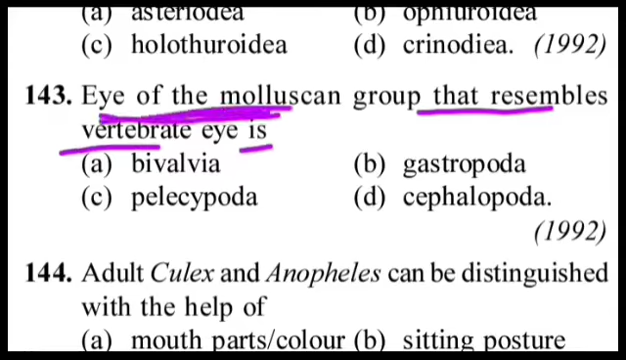 (a) asteriodea (b) ophiuroidea
(c) holothuroidea (d) crinodiea. (1992)
143. Eye of the molluscan group that resembles
vertebrate eye is
(a) bivalvia (b) gastropoda
(c) pelecypoda (d) cephalopoda.
(1992)
144. Adult Culex and Anopheles can be distinguished
with the help of
(a) mouth parts/colour (b) sitting posture